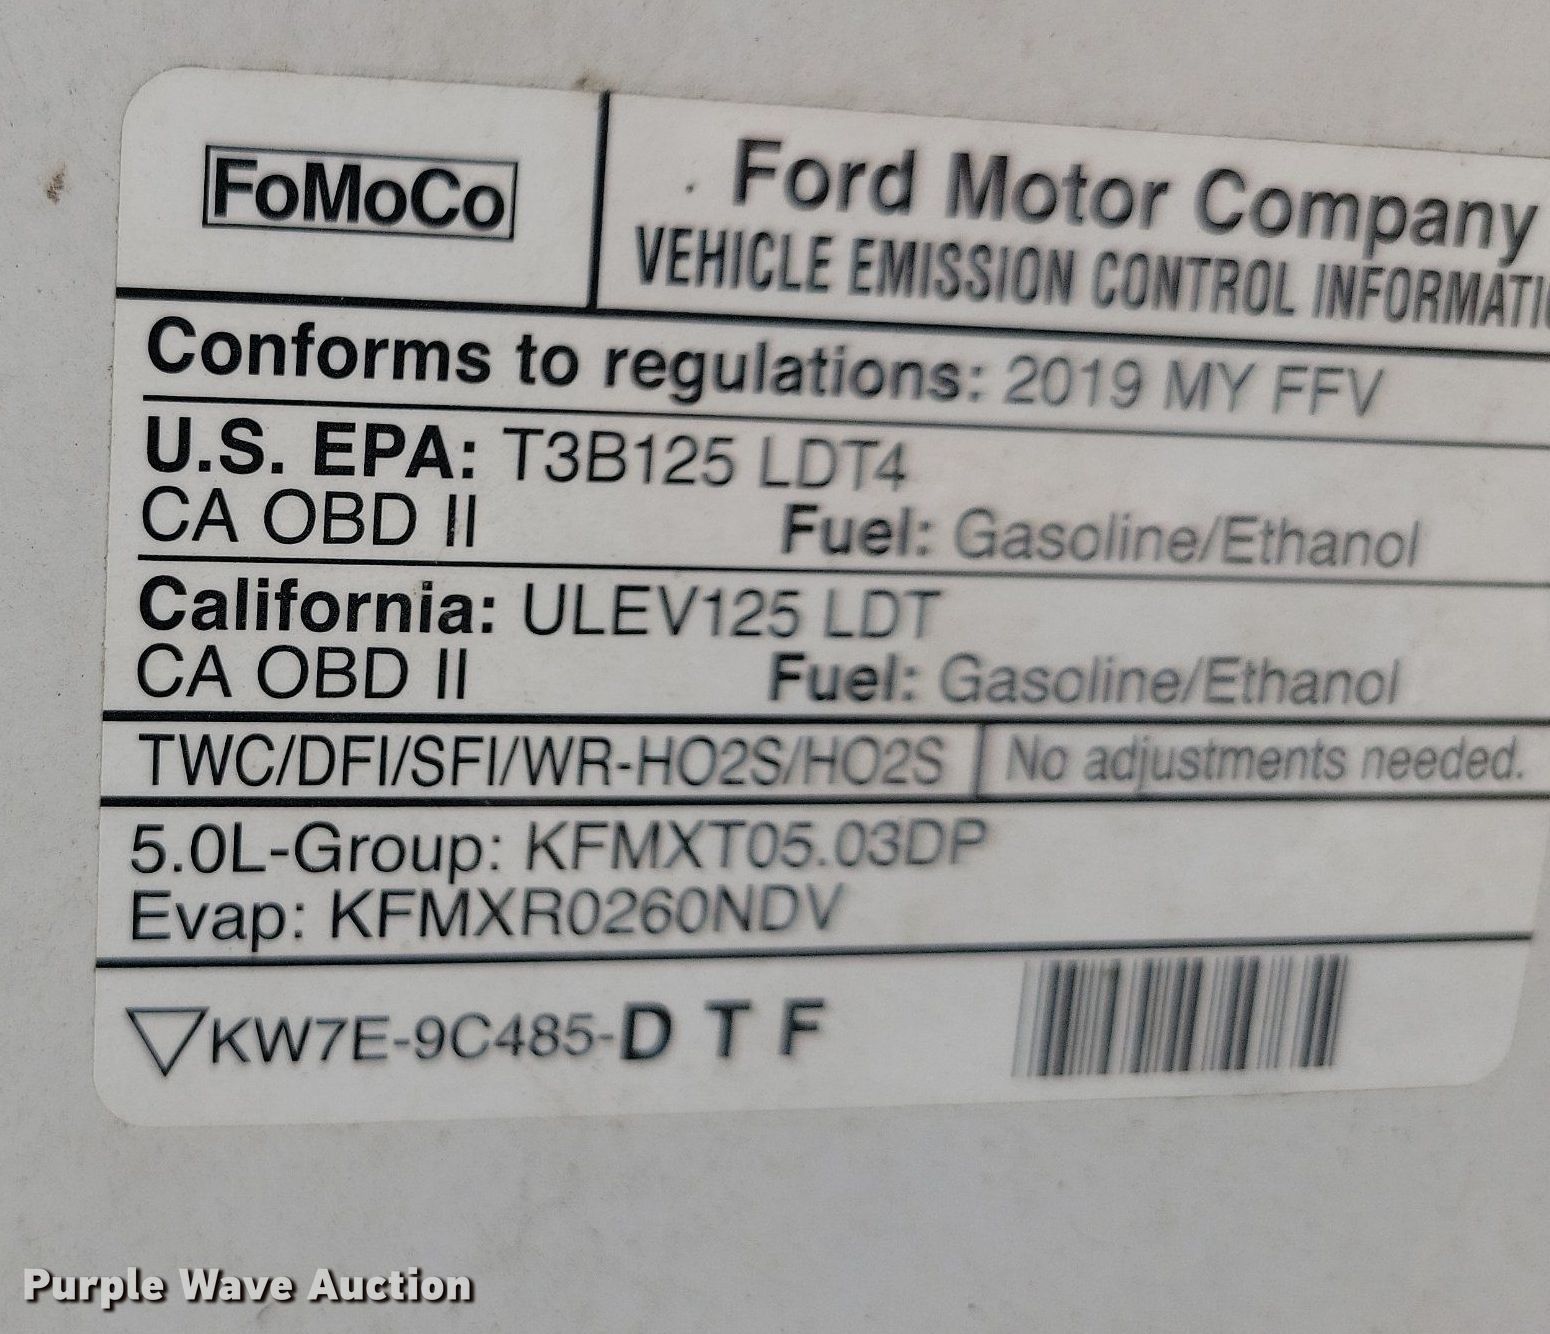 FoMoCo
Ford Motor Company
VEHICLE EMISSION CONTROL
Conforms to regulations: 2019 MY FFV
U.S. EPA: T3B125 LDT4
CA OBD II Fuel: Gasoline/Ethanol
California: ULEV125 LDT
CA OBD II Fuel: Gasoline/Ethanol
TWC/DFI/SFI/WR-HO2S/HO2S No adjustments needed.
5.0L-Group: KFMXT05.03DP
Evap: KFMXR0260NDV
KW7E-9C485-D T F
Purple Wave Auction